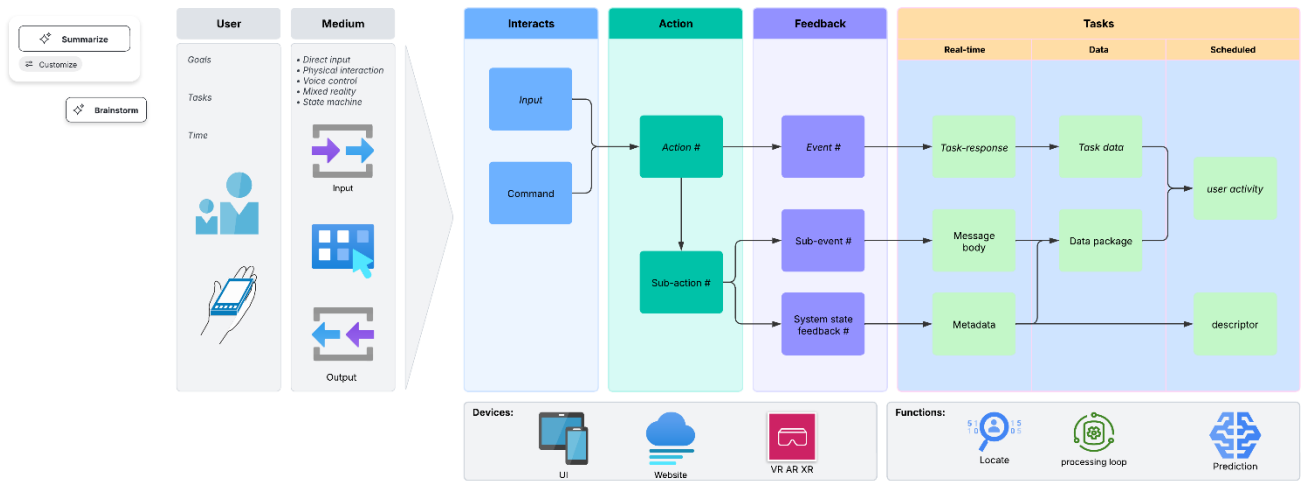 Summarize
Customize
Brainstorm
User
Goals
Tasks
Time
Medium
• Direct input
• Physical interaction
• Voice control
• Mixed reality
• State machine
Input
Output
Interacts
Input
Command
Action
Action #
Sub-action #
Feedback
Event #
Sub-event #
System state
feedback #
Tasks
Real-time
Data
Scheduled
Task-response
Task data
user activity
Message
body
Data package
Metadata
descriptor
Devices:
UI
Website
VR AR XR
Functions:
Locate
processing loop
Prediction